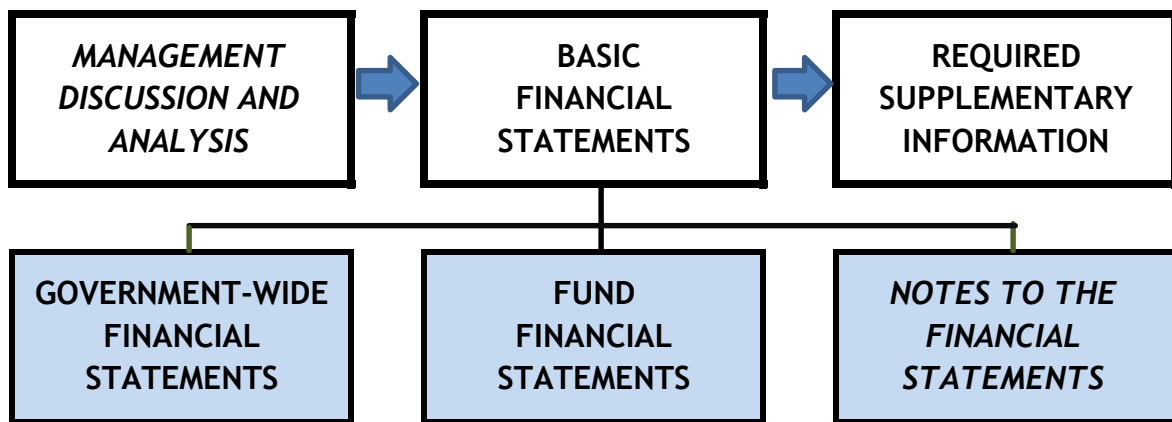 MANAGEMENT
DISCUSSION AND
ANALYSIS
BASIC
FINANCIAL
STATEMENTS
REQUIRED
SUPPLEMENTARY
INFORMATION
GOVERNMENT-WIDE
FINANCIAL
STATEMENTS
FUND
FINANCIAL
STATEMENTS
NOTES TO THE
FINANCIAL
STATEMENTS